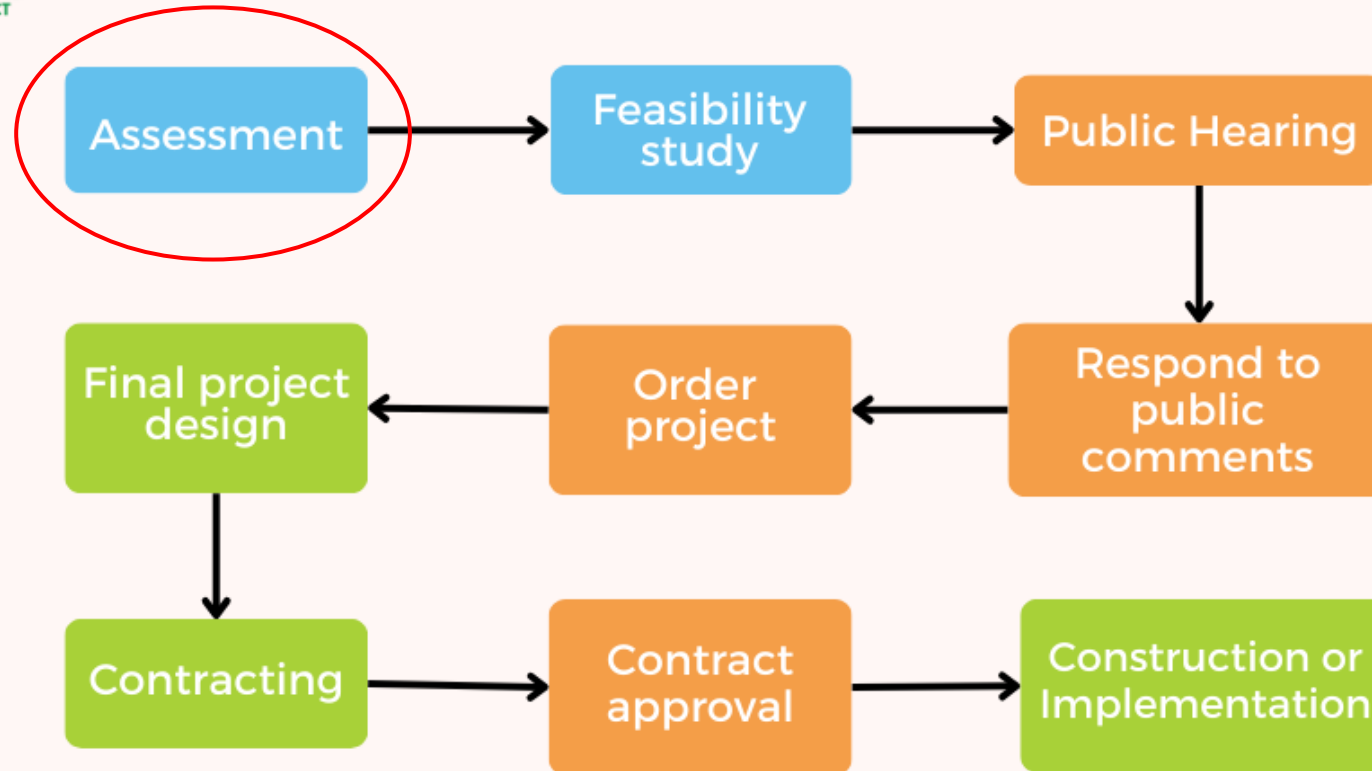 Assessment
Feasibility
study
Public Hearing
Respond to
public
comments
Order
project
Final project
design
Contracting
Contract
approval
Construction or
Implementation